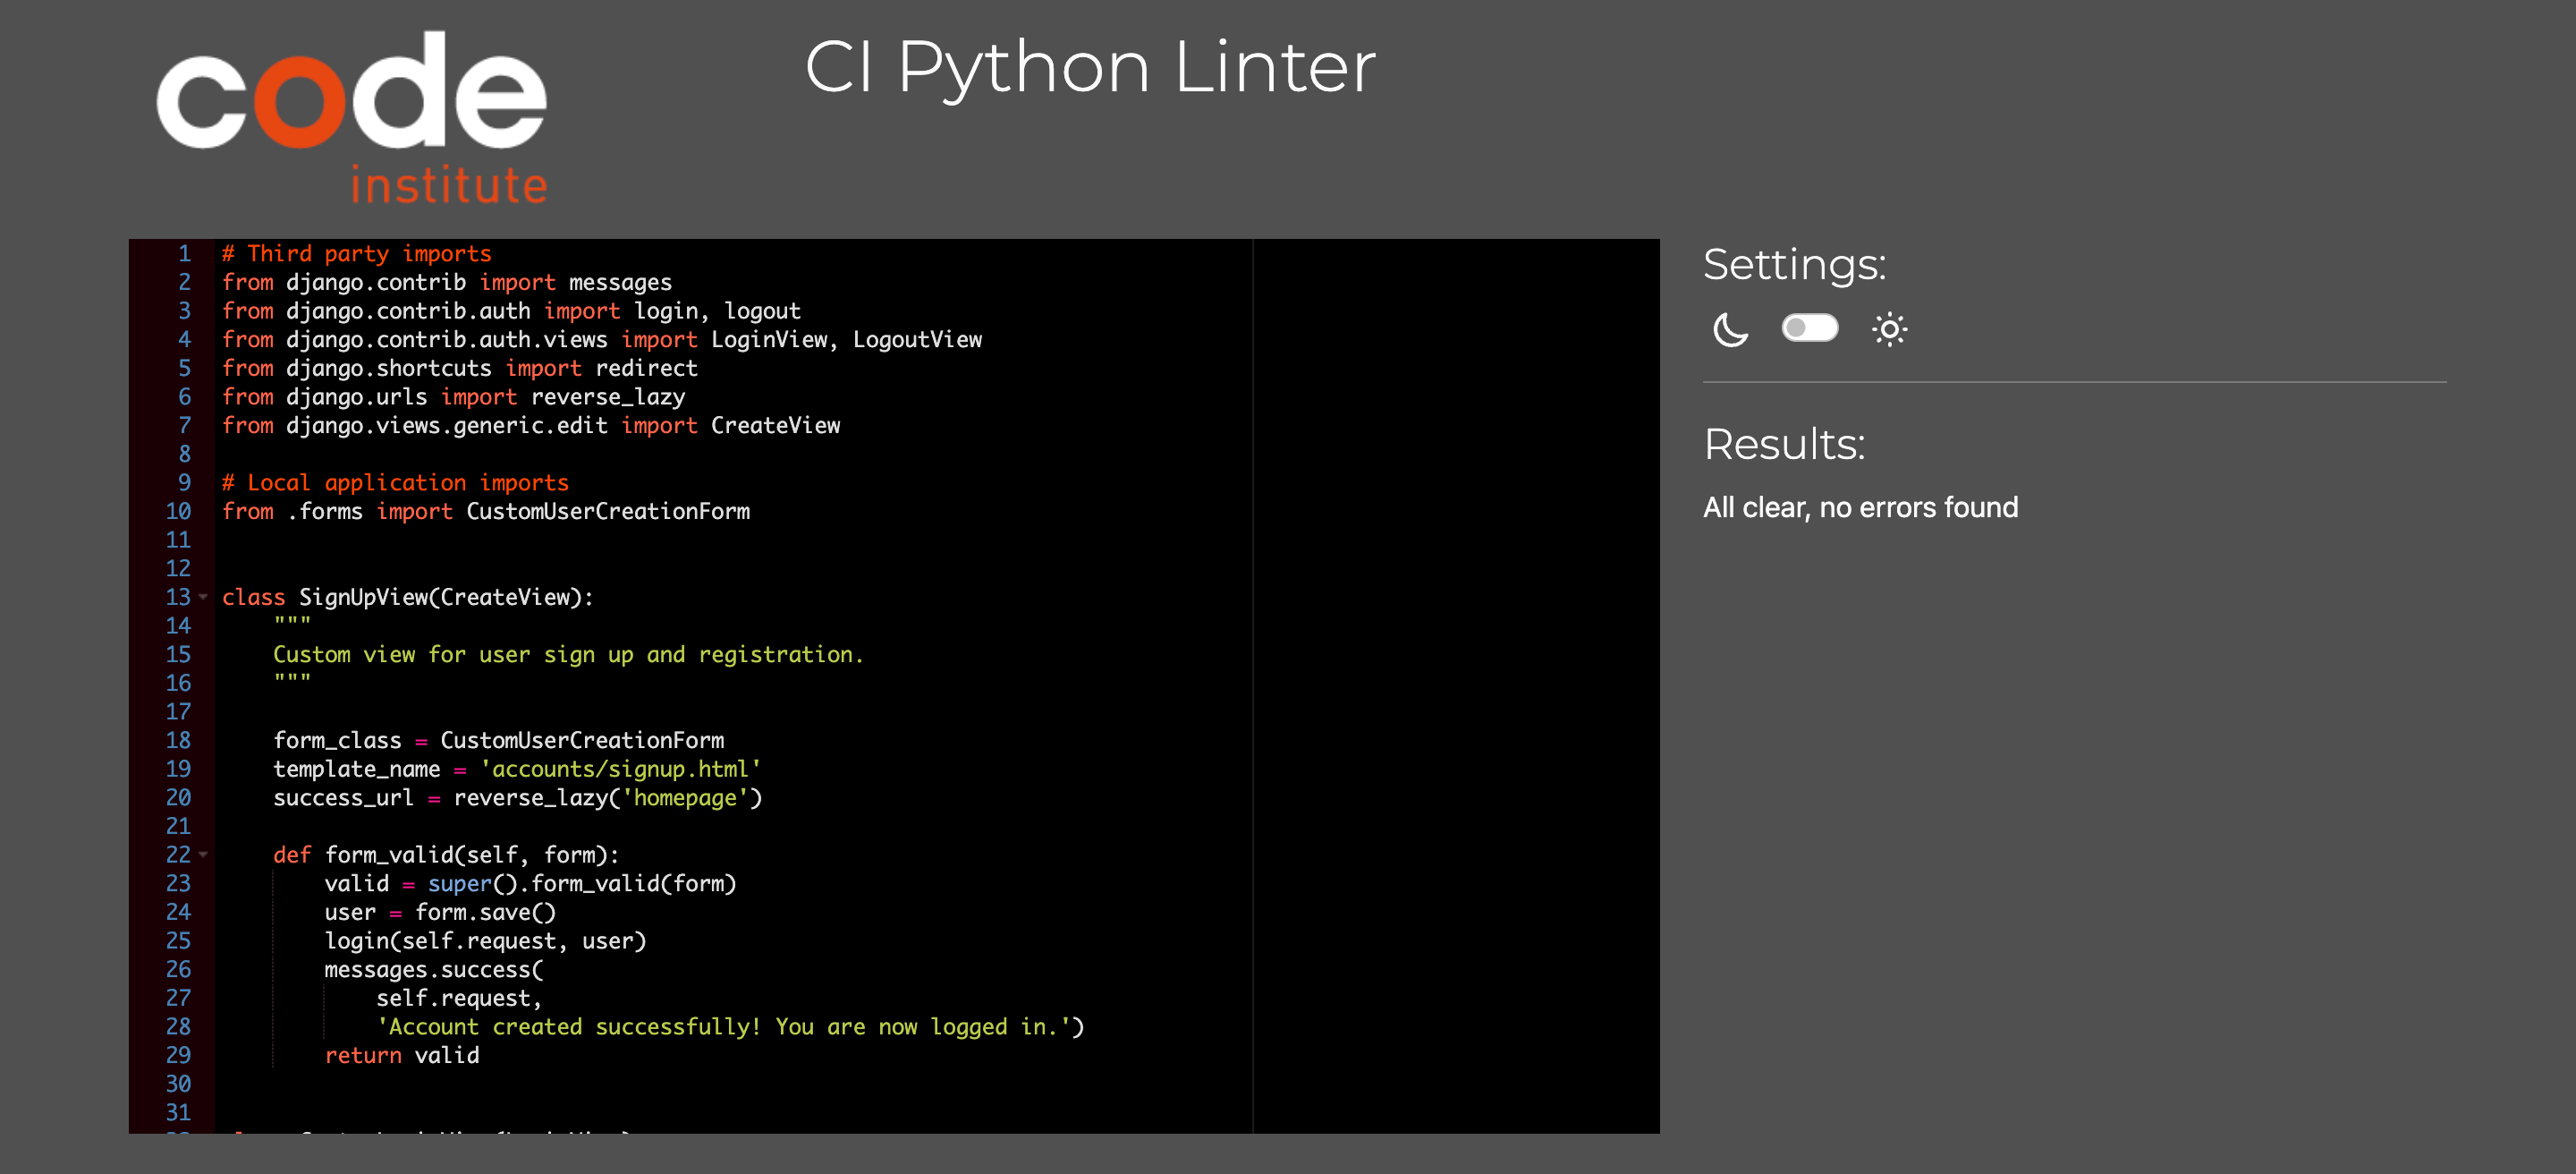 code
institute
CI Python Linter
1 # Third party imports
2 from django.contrib import messages
3 from django.contrib.auth import login, logout
4 from django.contrib.auth.views import LoginView, LogoutView
5 from django.shortcuts import redirect
6 from django.urls import reverse_lazy
7 from django.views.generic.edit import CreateView
8
9 # Local application imports
10 from .forms import CustomUserCreationForm
11
12
13 class SignUpView(CreateView):
14     """
15     Custom view for user sign up and registration.
16     """
17
18     form_class = CustomUserCreationForm
19     template_name = 'accounts/signup.html'
20     success_url = reverse_lazy('homepage')
21
22     def form_valid(self, form):
23         valid = super().form_valid(form)
24         user = form.save()
25         login(self.request, user)
26         messages.success(
27             self.request,
28             'Account created successfully! You are now logged in.')
29         return valid
30
31
Settings:
Results:
All clear, no errors found